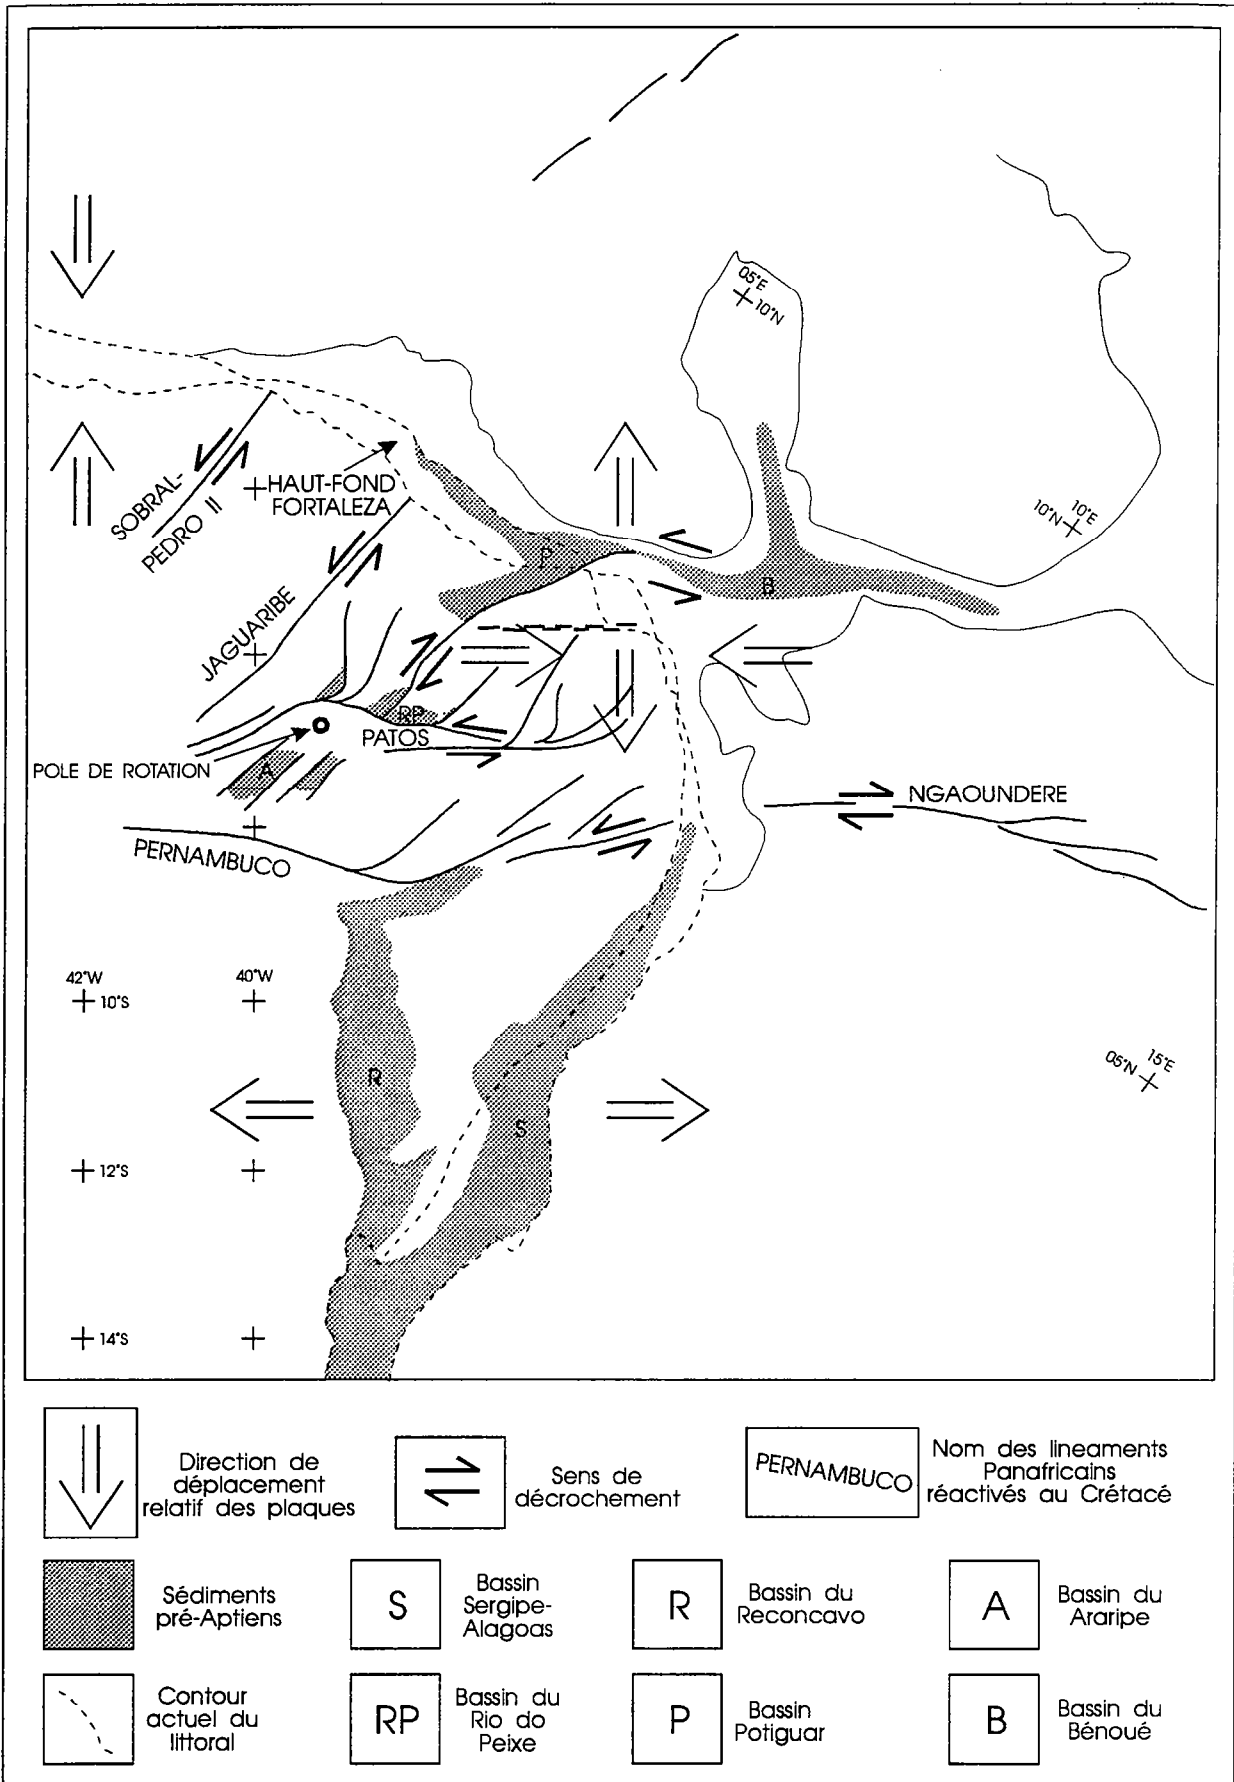 05°E
10°N
HAUT-FOND
FORTALEZA
SOBRAL-
PEDRO II
10°E
10°N
P
B
JAGUARIBE
RP
PATOS
POLE DE ROTATION
A
NGAOUNDERE
PERNAMBUCO
42°W
40°W
10°S
15°E
05°N
R
S
12°S
14°S
Direction de
déplacement
relatif des plaques
Sens de
décrochement
PERNAMBUCO
Nom des lineaments
Panafricains
réactivés au Crétacé
Sédiments
pré-Aptiens
S
Bassin
Sergipe-
Alagoas
R
Bassin du
Reconcavo
A
Bassin du
Araripe
Contour
actuel du
littoral
RP
Bassin du
Rio do
Peixe
P
Bassin
Potiguar
B
Bassin du
Bénoué